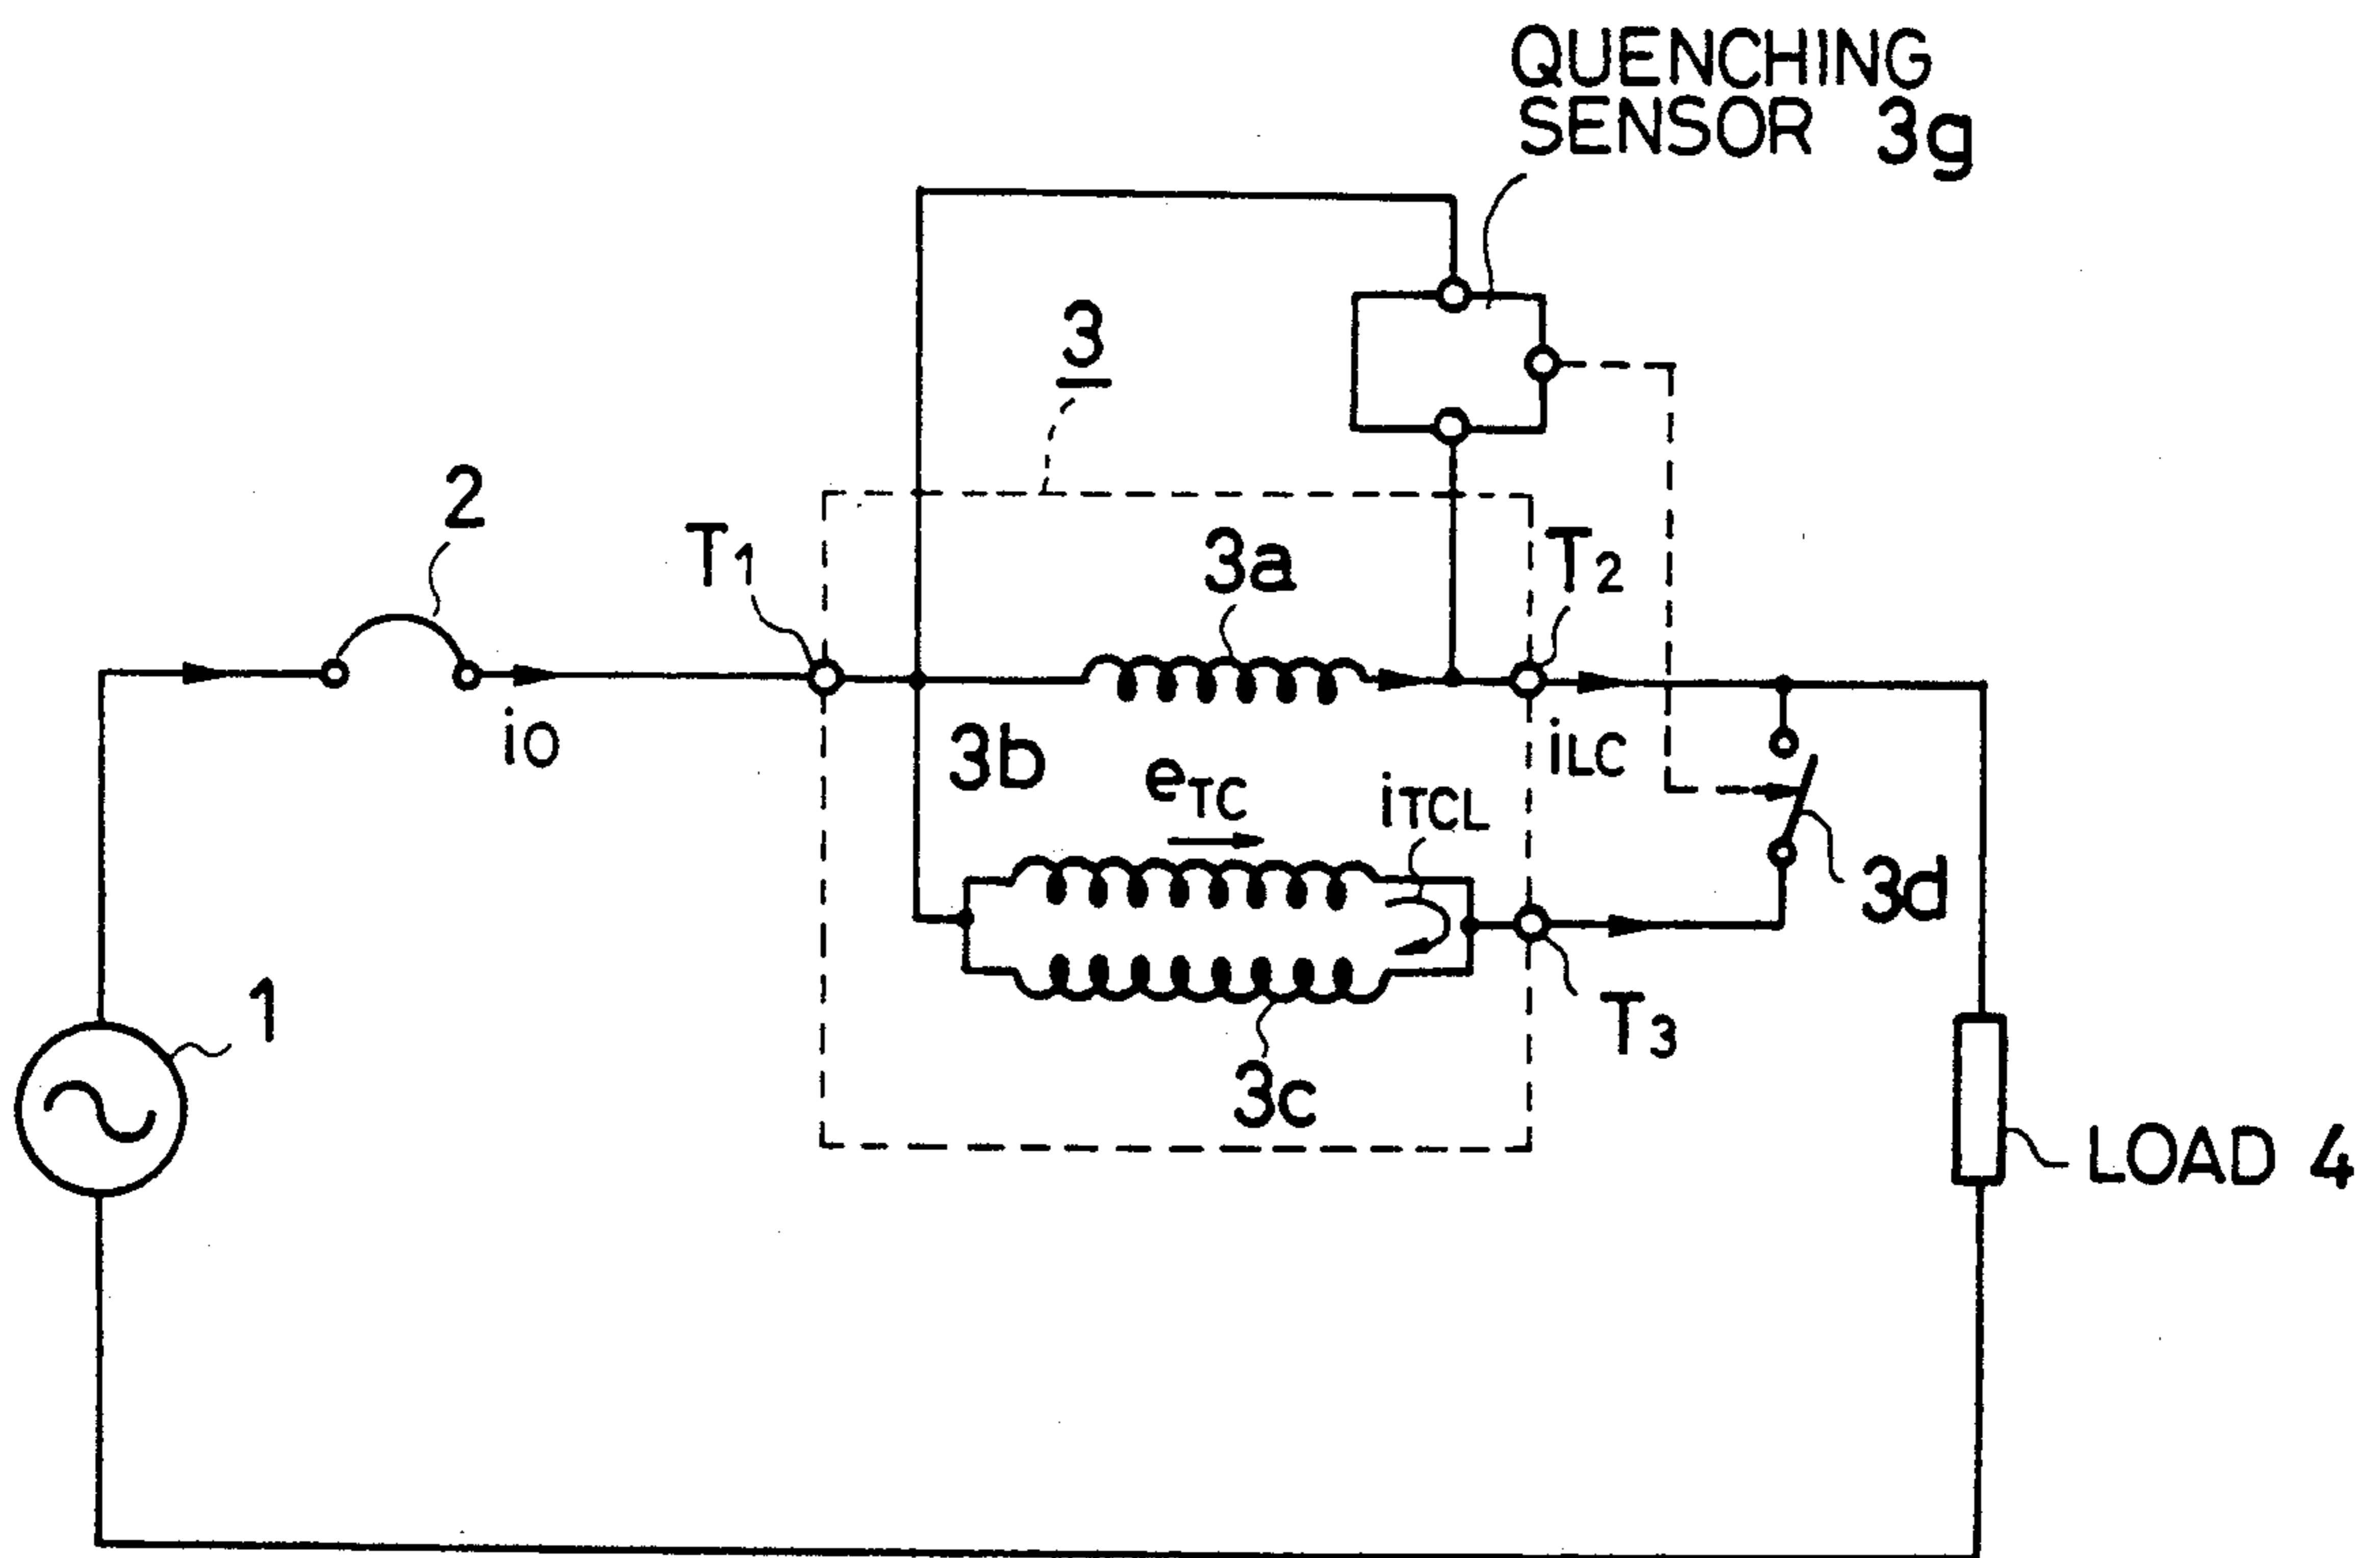 QUENCHING
SENSOR 3g
3
2
T1
3a
T2
io
3b
eTC
iTCL
iLC
3d
1
T3
3c
LOAD 4